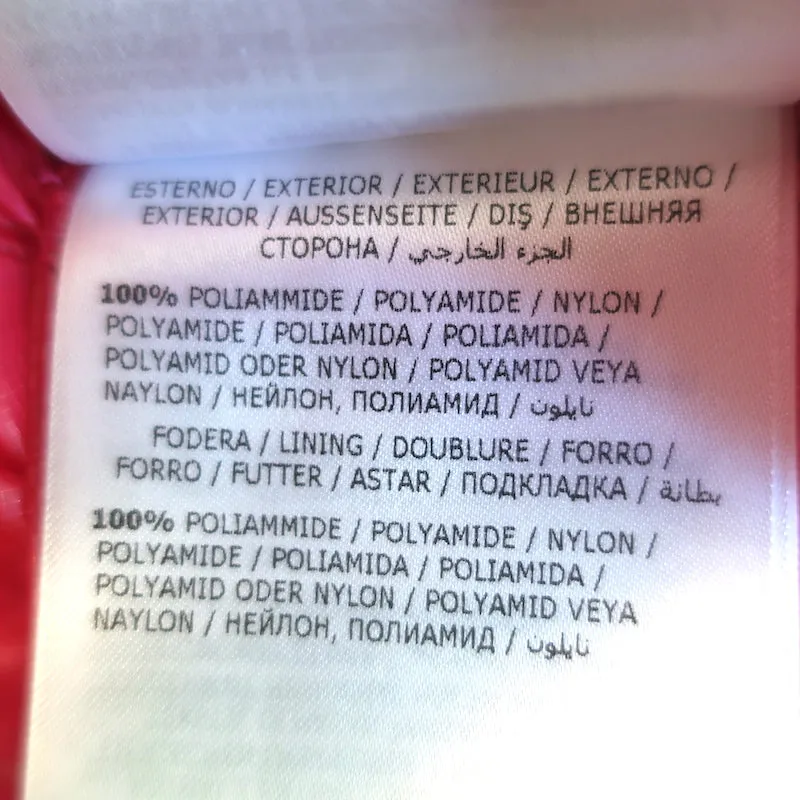 ESTERNO / EXTERIOR / EXTERIEUR / EXTERNO /
EXTERIOR / AUSSENSEITE / DIŞ / ВНЕШНЯЯ
СТОРОНА / الجزء الخارجي
100% POLIAMMIDE / POLYAMIDE / NYLON /
POLYAMIDE / POLIAMIDA / POLIAMIDA /
POLYAMID ODER NYLON / POLYAMID VEYA
NAYLON / НЕЙЛОН, ПОЛИАМИД / نايلون
FODERA / LINING / DOUBLURE / FORRO /
FORRO / FUTTER / ASTAR / ПОДКЛАДКА / بطانة
100% POLIAMMIDE / POLYAMIDE / NYLON /
POLYAMIDE / POLIAMIDA / POLIAMIDA /
POLYAMID ODER NYLON / POLYAMID VEYA
NAYLON / НЕЙЛОН, ПОЛИАМИД / نايلون